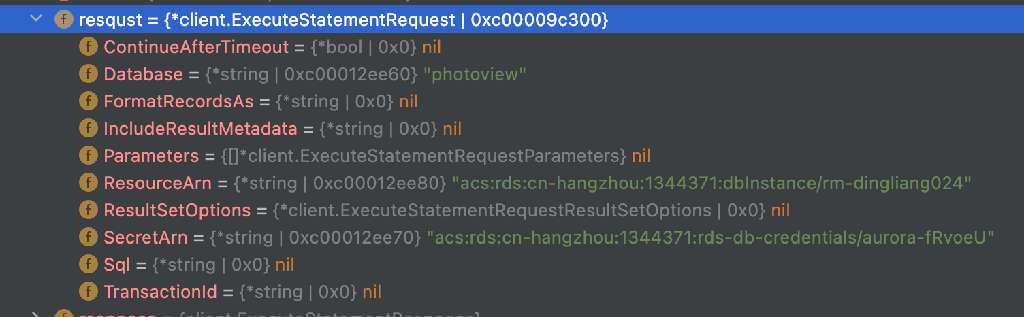 resqust = {*client.ExecuteStatementRequest | 0xc00009c300}
f ContinueAfterTimeout = {*bool | 0x0} nil
f Database = {*string | 0xc00012ee60} "photoview"
f FormatRecordsAs = {*string | 0x0} nil
f IncludeResultMetadata = {*string | 0x0} nil
f Parameters = {[]*client.ExecuteStatementRequestParameters} nil
f ResourceArn = {*string | 0xc00012ee80} "acs:rds:cn-hangzhou:1344371:dbInstance/rm-dingliang024"
f ResultSetOptions = {*client.ExecuteStatementRequestResultSetOptions | 0x0} nil
f SecretArn = {*string | 0xc00012ee70} "acs:rds:cn-hangzhou:1344371:rds-db-credentials/aurora-fRvoeU"
f Sql = {*string | 0x0} nil
f TransactionId = {*string | 0x0} nil